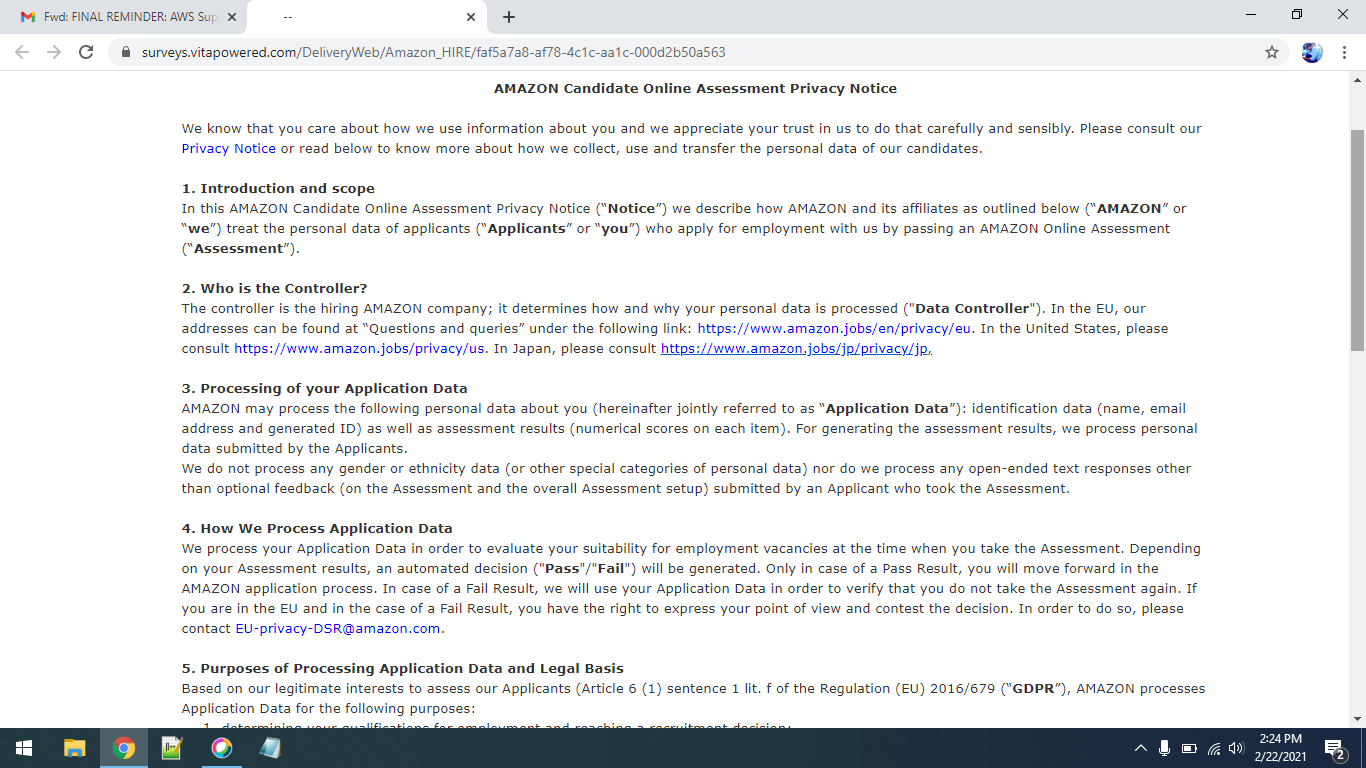 Fwd: FINAL REMINDER: AWS Sup
--
surveys.vitapowered.com/DeliveryWeb/Amazon_HIRE/faf5a7a8-af78-4c1c-aa1c-000d2b50a563
AMAZON Candidate Online Assessment Privacy Notice
We know that you care about how we use information about you and we appreciate your trust in us to do that carefully and sensibly. Please consult our
Privacy Notice or read below to know more about how we collect, use and transfer the personal data of our candidates.
1. Introduction and scope
In this AMAZON Candidate Online Assessment Privacy Notice (“Notice”) we describe how AMAZON and its affiliates as outlined below (“AMAZON” or
“we”) treat the personal data of applicants (“Applicants” or “you”) who apply for employment with us by passing an AMAZON Online Assessment
(“Assessment”).
2. Who is the Controller?
The controller is the hiring AMAZON company; it determines how and why your personal data is processed ("Data Controller"). In the EU, our
addresses can be found at “Questions and queries” under the following link: https://www.amazon.jobs/en/privacy/eu. In the United States, please
consult https://www.amazon.jobs/privacy/us. In Japan, please consult https://www.amazon.jobs/jp/privacy/jp,
3. Processing of your Application Data
AMAZON may process the following personal data about you (hereinafter jointly referred to as “Application Data”): identification data (name, email
address and generated ID) as well as assessment results (numerical scores on each item). For generating the assessment results, we process personal
data submitted by the Applicants.
We do not process any gender or ethnicity data (or other special categories of personal data) nor do we process any open-ended text responses other
than optional feedback (on the Assessment and the overall Assessment setup) submitted by an Applicant who took the Assessment.
4. How We Process Application Data
We process your Application Data in order to evaluate your suitability for employment vacancies at the time when you take the Assessment. Depending
on your Assessment results, an automated decision ("Pass"/"Fail") will be generated. Only in case of a Pass Result, you will move forward in the
AMAZON application process. In case of a Fail Result, we will use your Application Data in order to verify that you do not take the Assessment again. If
you are in the EU and in the case of a Fail Result, you have the right to express your point of view and contest the decision. In order to do so, please
contact EU-privacy-DSR@amazon.com.
5. Purposes of Processing Application Data and Legal Basis
Based on our legitimate interests to assess our Applicants (Article 6 (1) sentence 1 lit. f of the Regulation (EU) 2016/679 (“GDPR”), AMAZON processes
Application Data for the following purposes:
1. determining your qualifications for employment and reaching a recruitment decision;
2:24 PM
2/22/2021
2